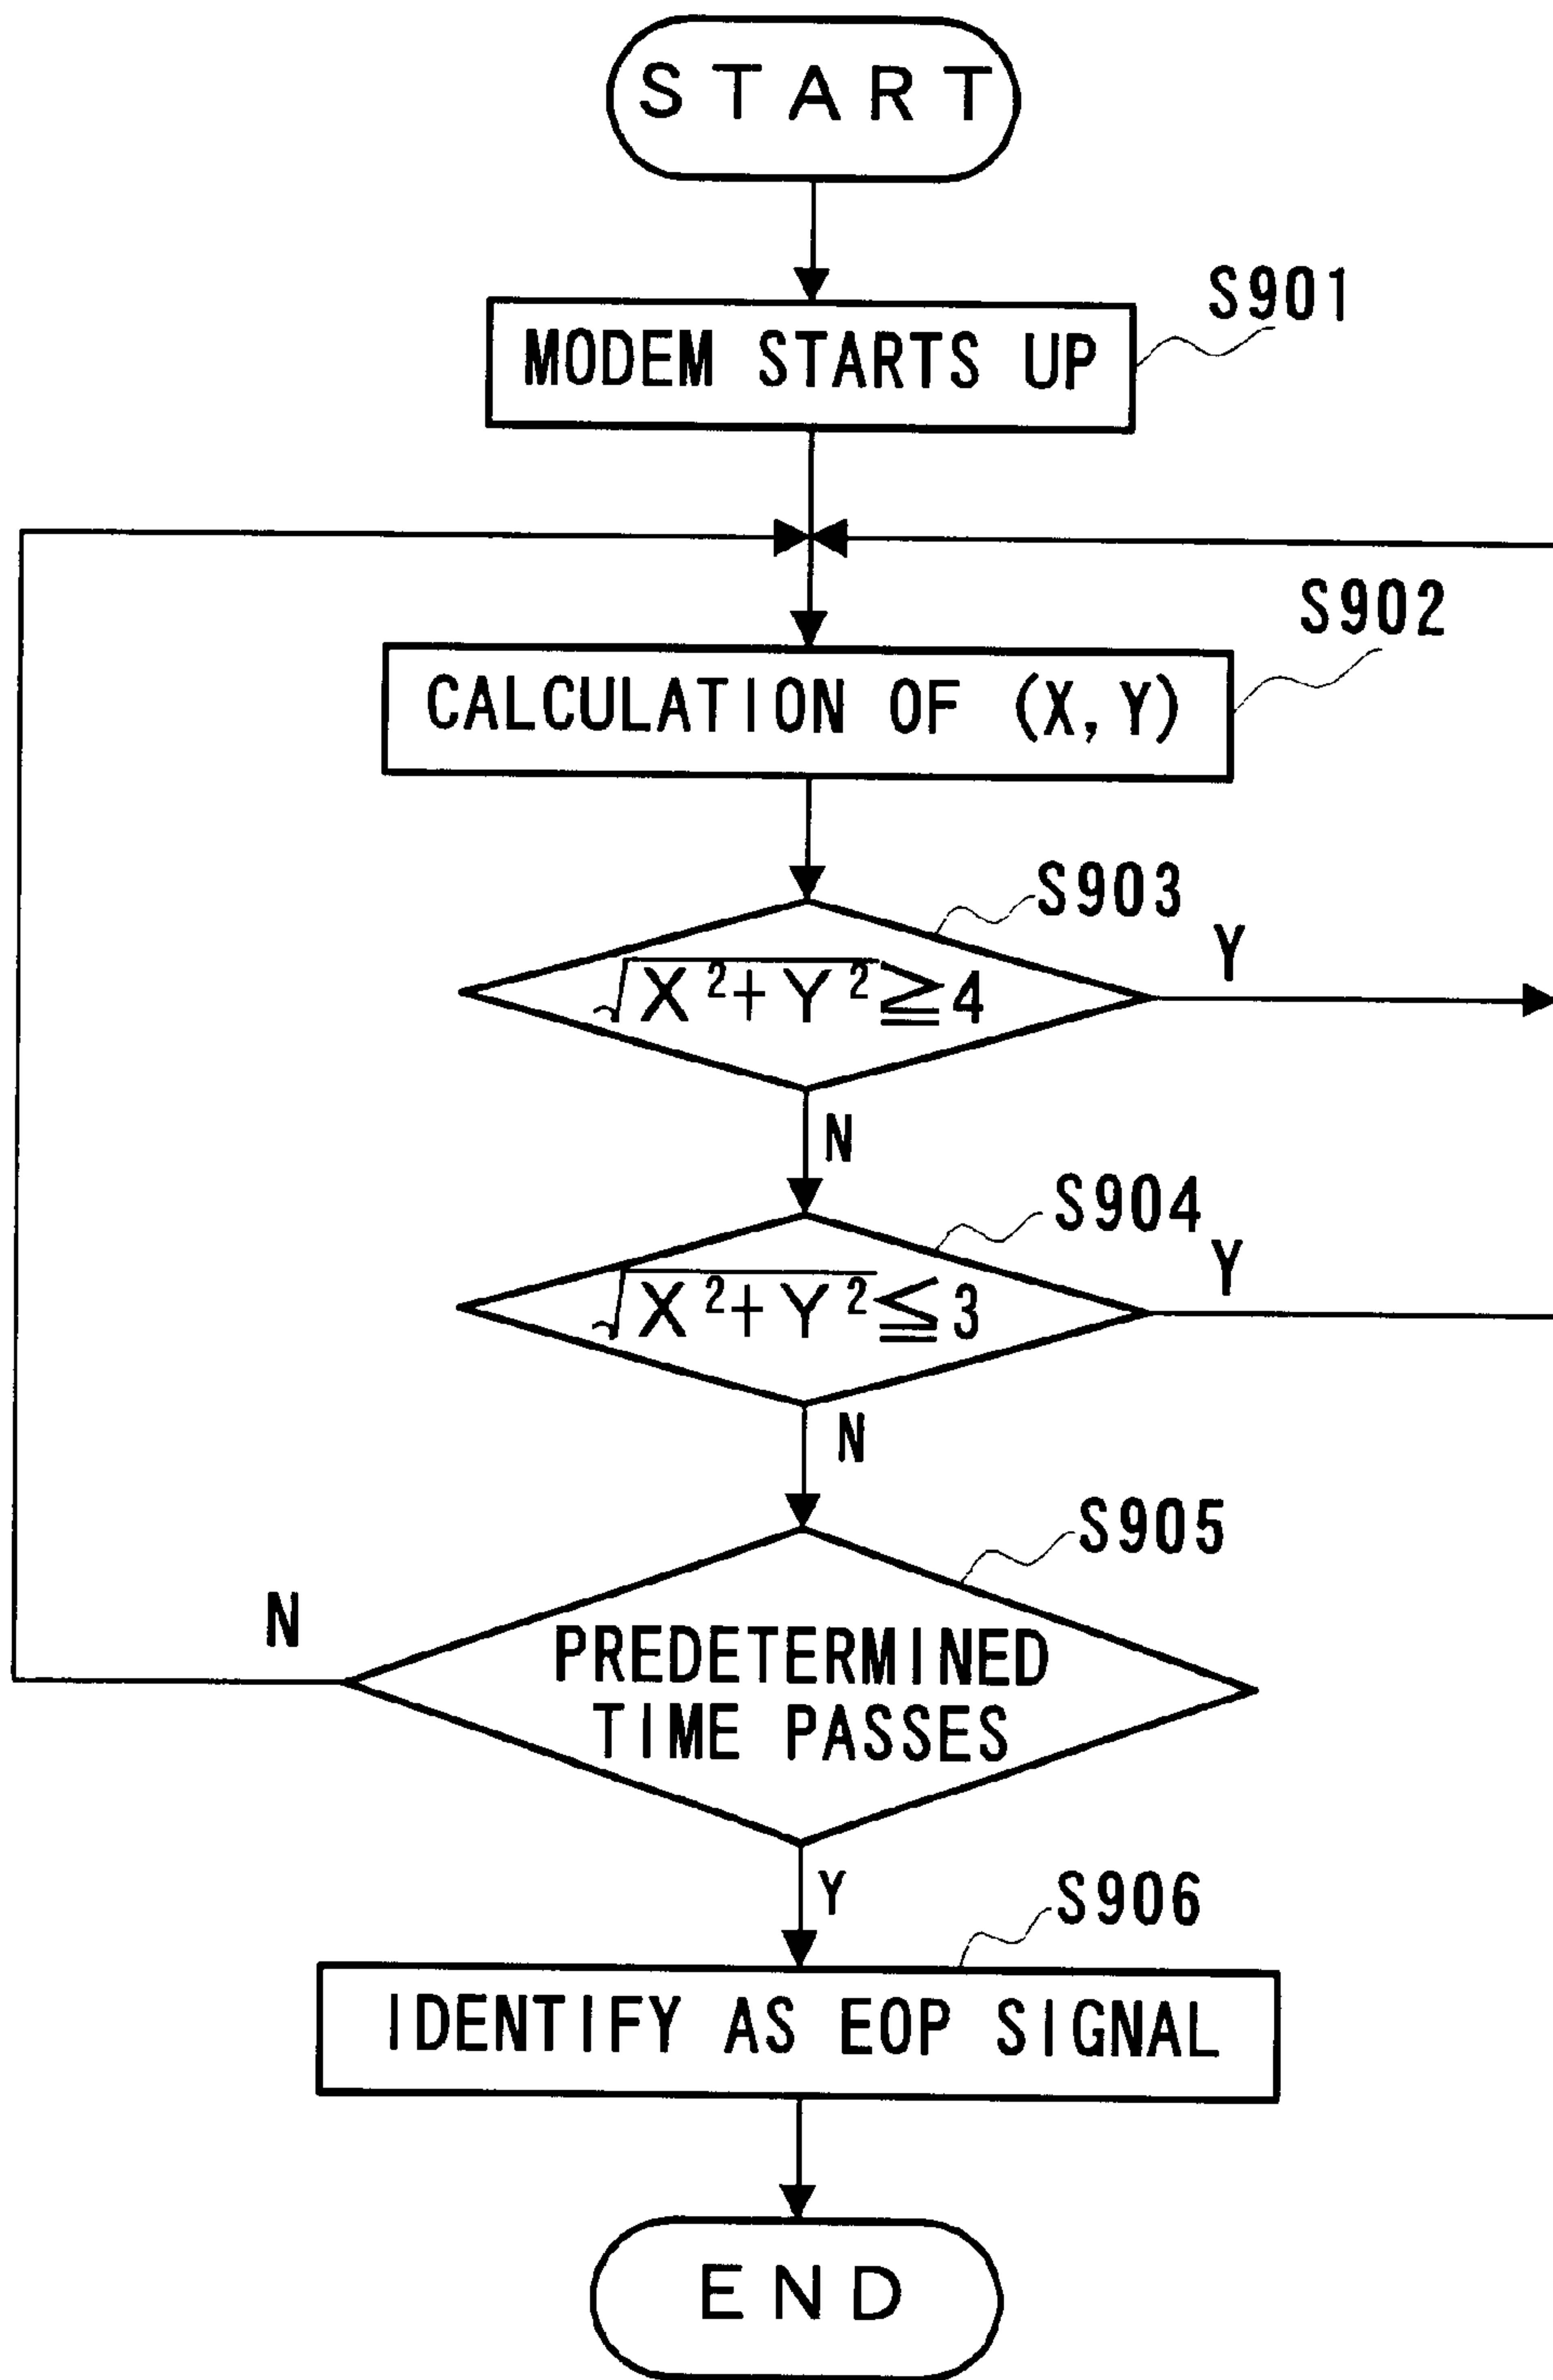 START
S901
MODEM STARTS UP
S902
CALCULATION OF (X, Y)
S903
Y
√X²+Y²≧4
N
S904
Y
√X²+Y²≦3
N
S905
N
PREDETERMINED
TIME PASSES
Y
S906
IDENTIFY AS EOP SIGNAL
END